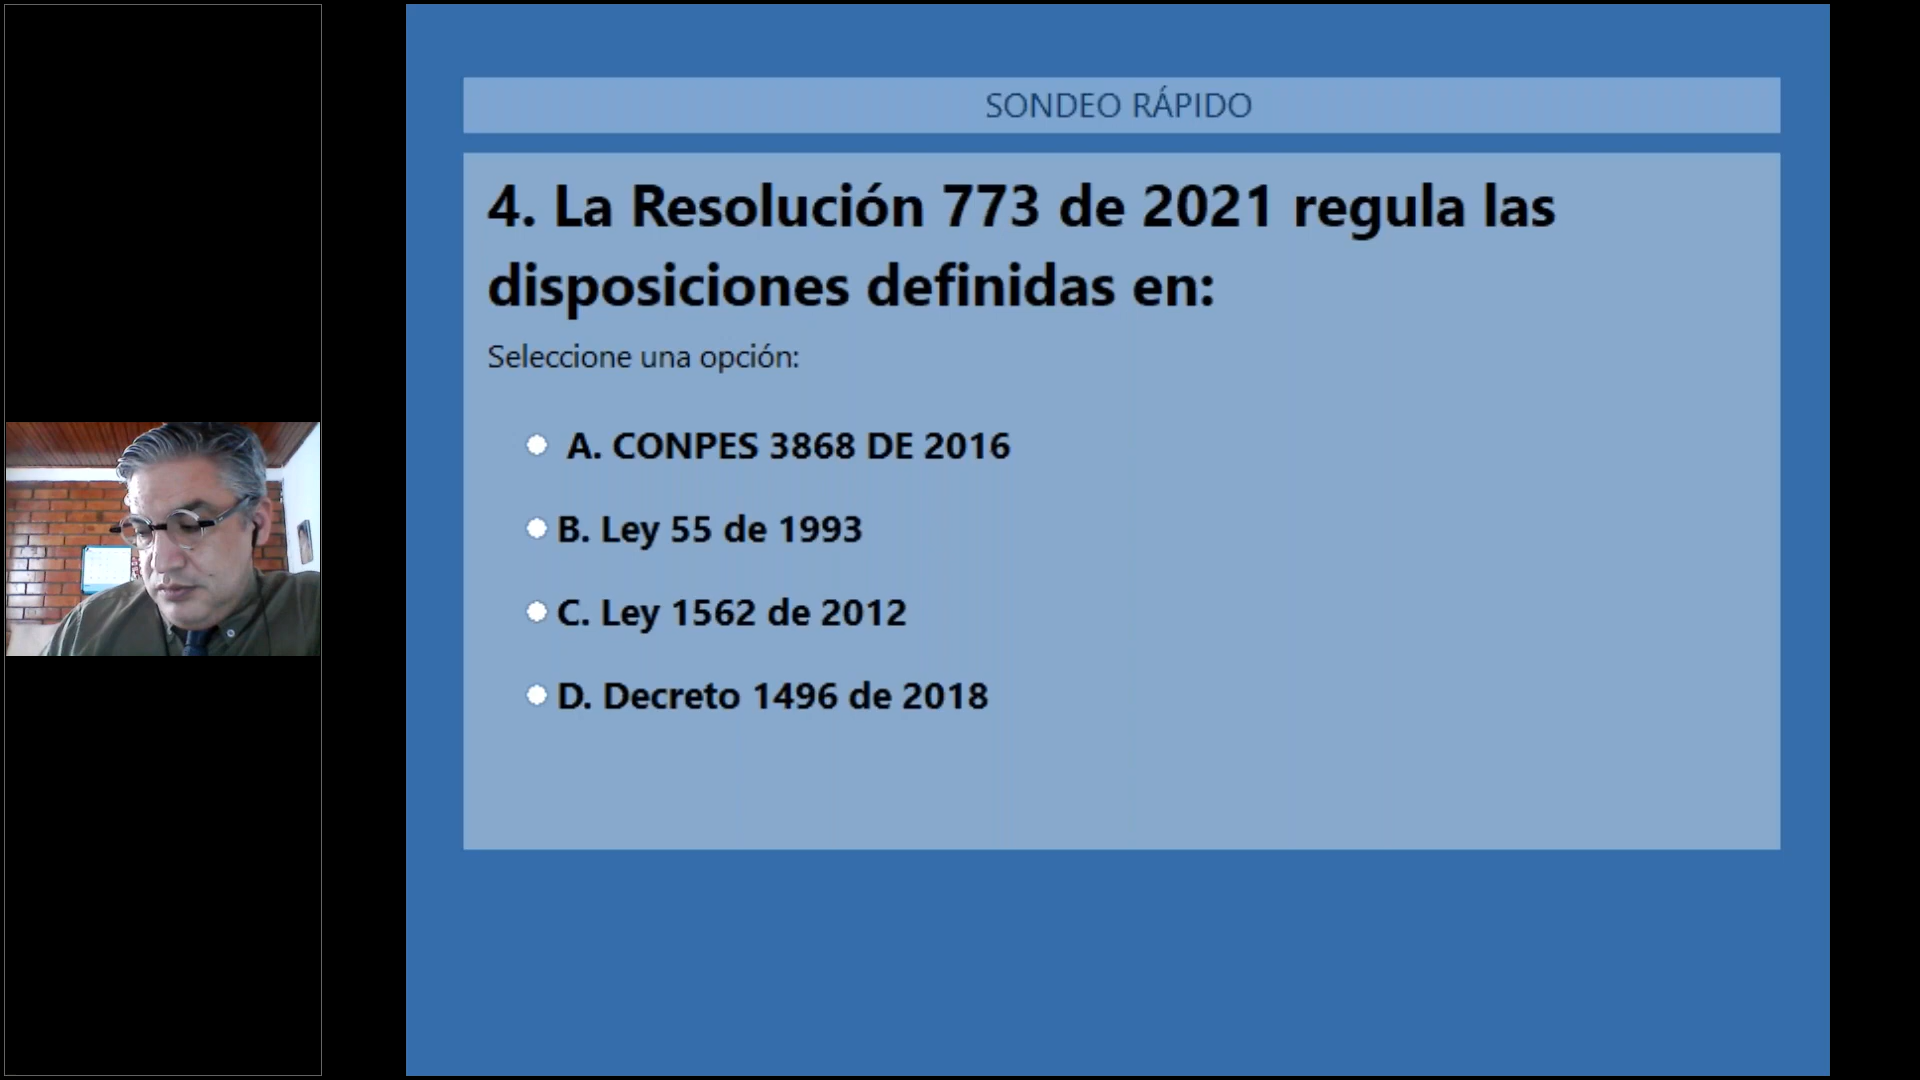 SONDEO RÁPIDO
4. La Resolución 773 de 2021 regula las
disposiciones definidas en:
Seleccione una opción:
A. CONPES 3868 DE 2016
B. Ley 55 de 1993
C. Ley 1562 de 2012
D. Decreto 1496 de 2018